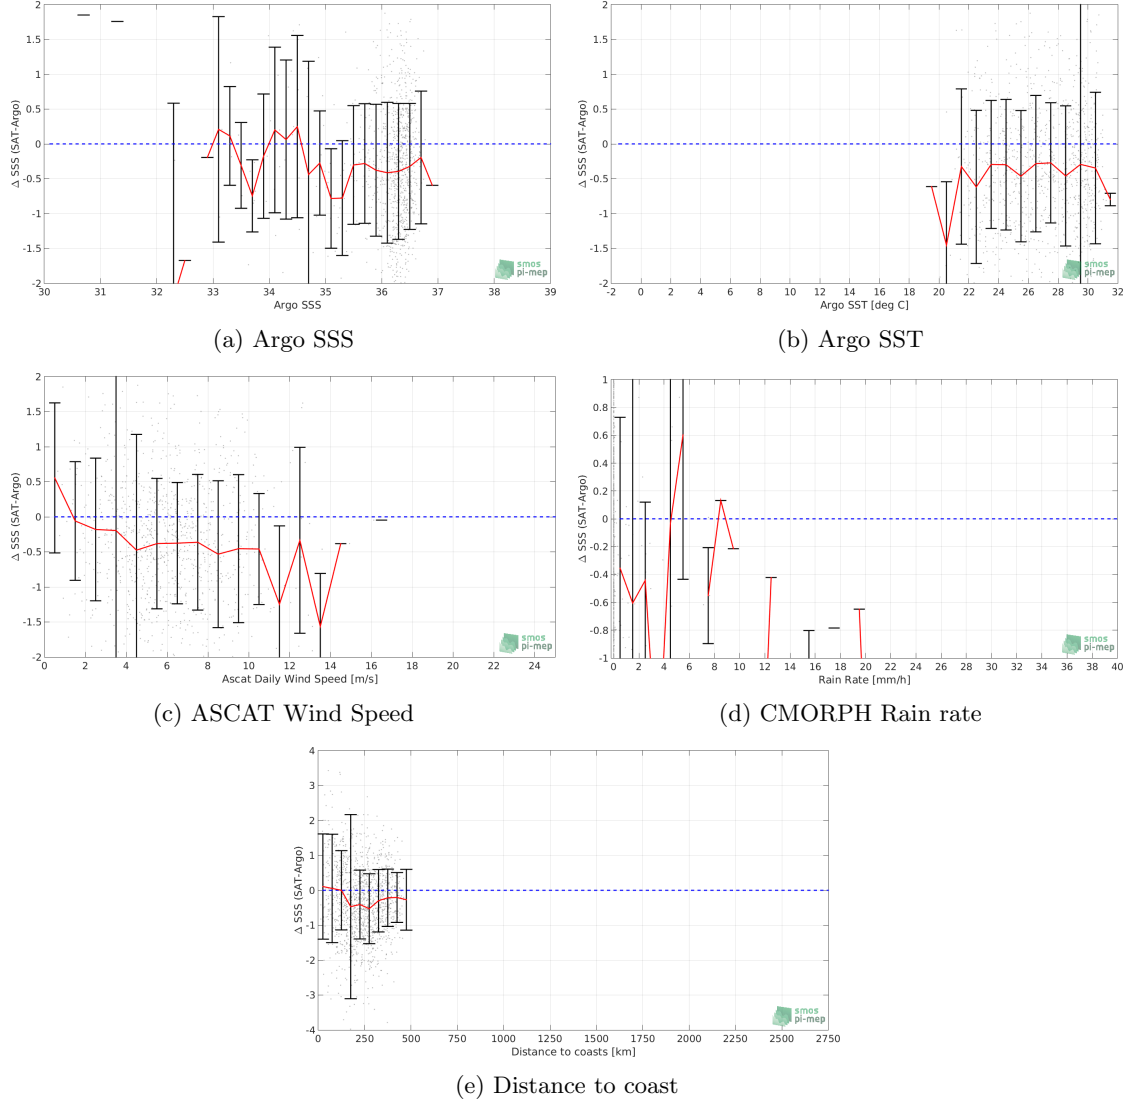 2
1.5
1
0.5
0
-0.5
-1
-1.5
-2
Δ SSS (SAT-Argo)
30 31 32 33 34 35 36 37 38 39
Argo SSS
smos
pi-mep
(a) Argo SSS
2
1.5
1
0.5
0
-0.5
-1
-1.5
-2
Δ SSS (SAT-Argo)
-2 0 2 4 6 8 10 12 14 16 18 20 22 24 26 28 30 32
Argo SST [deg C]
smos
pi-mep
(b) Argo SST
2
1.5
1
0.5
0
-0.5
-1
-1.5
-2
Δ SSS (SAT-Argo)
0 2 4 6 8 10 12 14 16 18 20 22 24
Ascat Daily Wind Speed [m/s]
smos
pi-mep
(c) ASCAT Wind Speed
1
0.8
0.6
0.4
0.2
0
-0.2
-0.4
-0.6
-0.8
-1
Δ SSS (SAT-Argo)
0 2 4 6 8 10 12 14 16 18 20 22 24 26 28 30 32 34 36 38 40
Rain Rate [mm/h]
smos
pi-mep
(d) CMORPH Rain rate
4
3
2
1
0
-1
-2
-3
-4
Δ SSS (SAT-Argo)
0 250 500 750 1000 1250 1500 1750 2000 2250 2500 2750
Distance to coasts [km]
smos
pi-mep
(e) Distance to coast